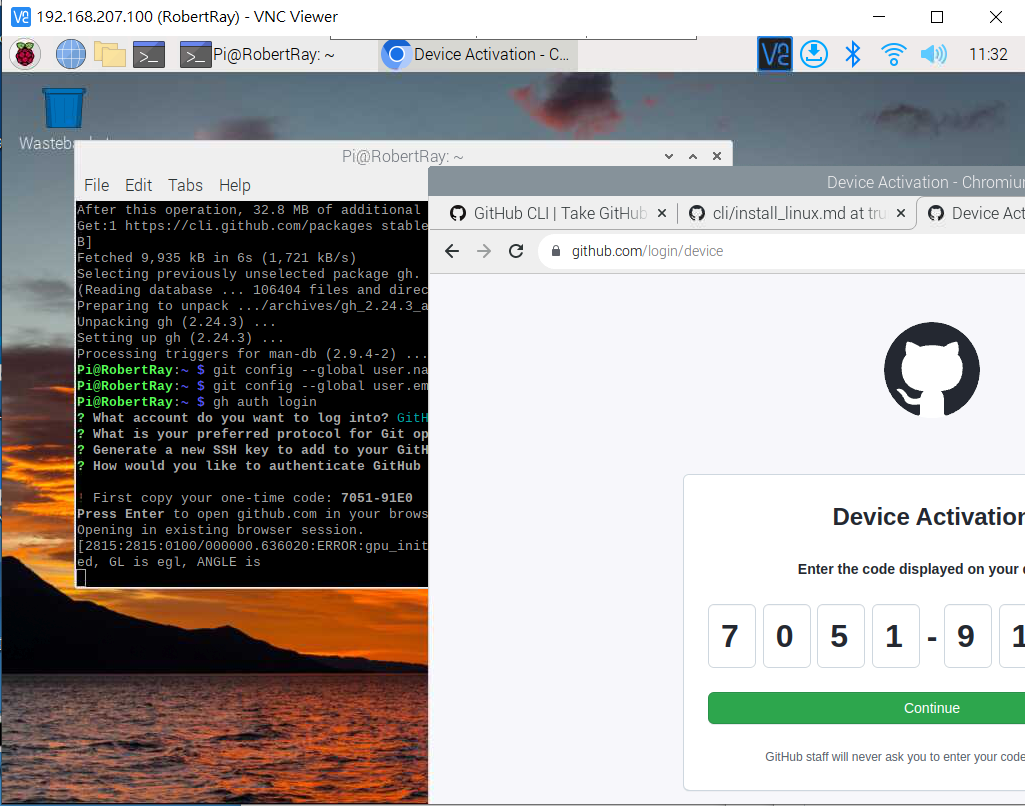 192.168.207.100 (RobertRay) - VNC Viewer
Pi@RobertRay: ~
Device Activation - C...
11:32
Pi@RobertRay: ~
File Edit Tabs Help
After this operation, 32.8 MB of additional
Get:1 https://cli.github.com/packages stable
B]
Fetched 9,935 kB in 6s (1,721 kB/s)
Selecting previously unselected package gh.
(Reading database ... 106404 files and direc
Preparing to unpack .../archives/gh_2.24.3_a
Unpacking gh (2.24.3) ...
Setting up gh (2.24.3) ...
Processing triggers for man-db (2.9.4-2) ...
Pi@RobertRay:~ $ git config --global user.na
Pi@RobertRay:~ $ git config --global user.em
Pi@RobertRay:~ $ gh auth login
? What account do you want to log into? GitH
? What is your preferred protocol for Git op
? Generate a new SSH key to add to your GitH
? How would you like to authenticate GitHub
! First copy your one-time code: 7051-91E0
Press Enter to open github.com in your brows
Opening in existing browser session.
[2815:2815:0100/000000.636020:ERROR:gpu_init
ed, GL is egl, ANGLE is
Device Activation - Chromium
GitHub CLI | Take GitHub
cli/install_linux.md at tru
Device Act
github.com/login/device
Device Activation
Enter the code displayed on your
7 0 5 1 - 9 1
Continue
GitHub staff will never ask you to enter your code